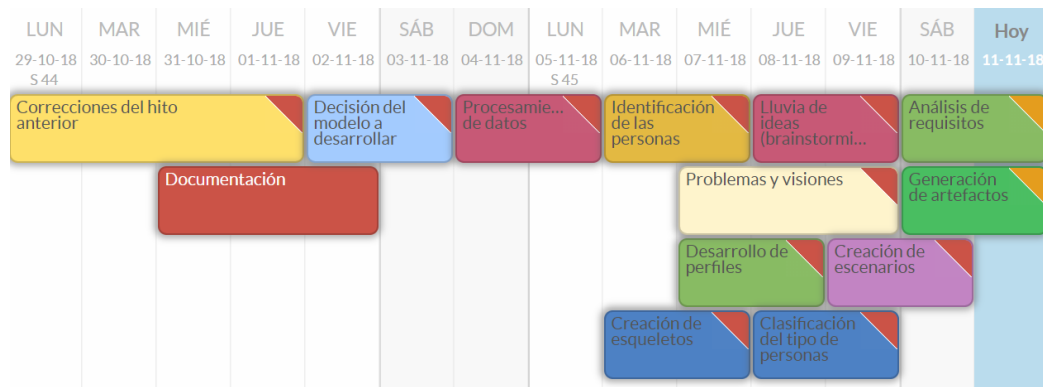 LUN MAR MIÉ JUE VIE SÁB DOM LUN MAR MIÉ JUE VIE SÁB Hoy
29-10-18 30-10-18 31-10-18 01-11-18 02-11-18 03-11-18 04-11-18 05-11-18 06-11-18 07-11-18 08-11-18 09-11-18 10-11-18 11-11-18
S 44 S 45
Correcciones del hito
anterior
Decisión del
modelo a
desarrollar
Procesamie...
de datos
Identificación
de las
personas
Lluvia de
ideas
(brainstormi...
Análisis de
requisitos
Documentación
Problemas y visiones
Generación
de artefactos
Desarrollo de
perfiles
Creación de
escenarios
Creación de
esqueletos
Clasificación
del tipo de
personas